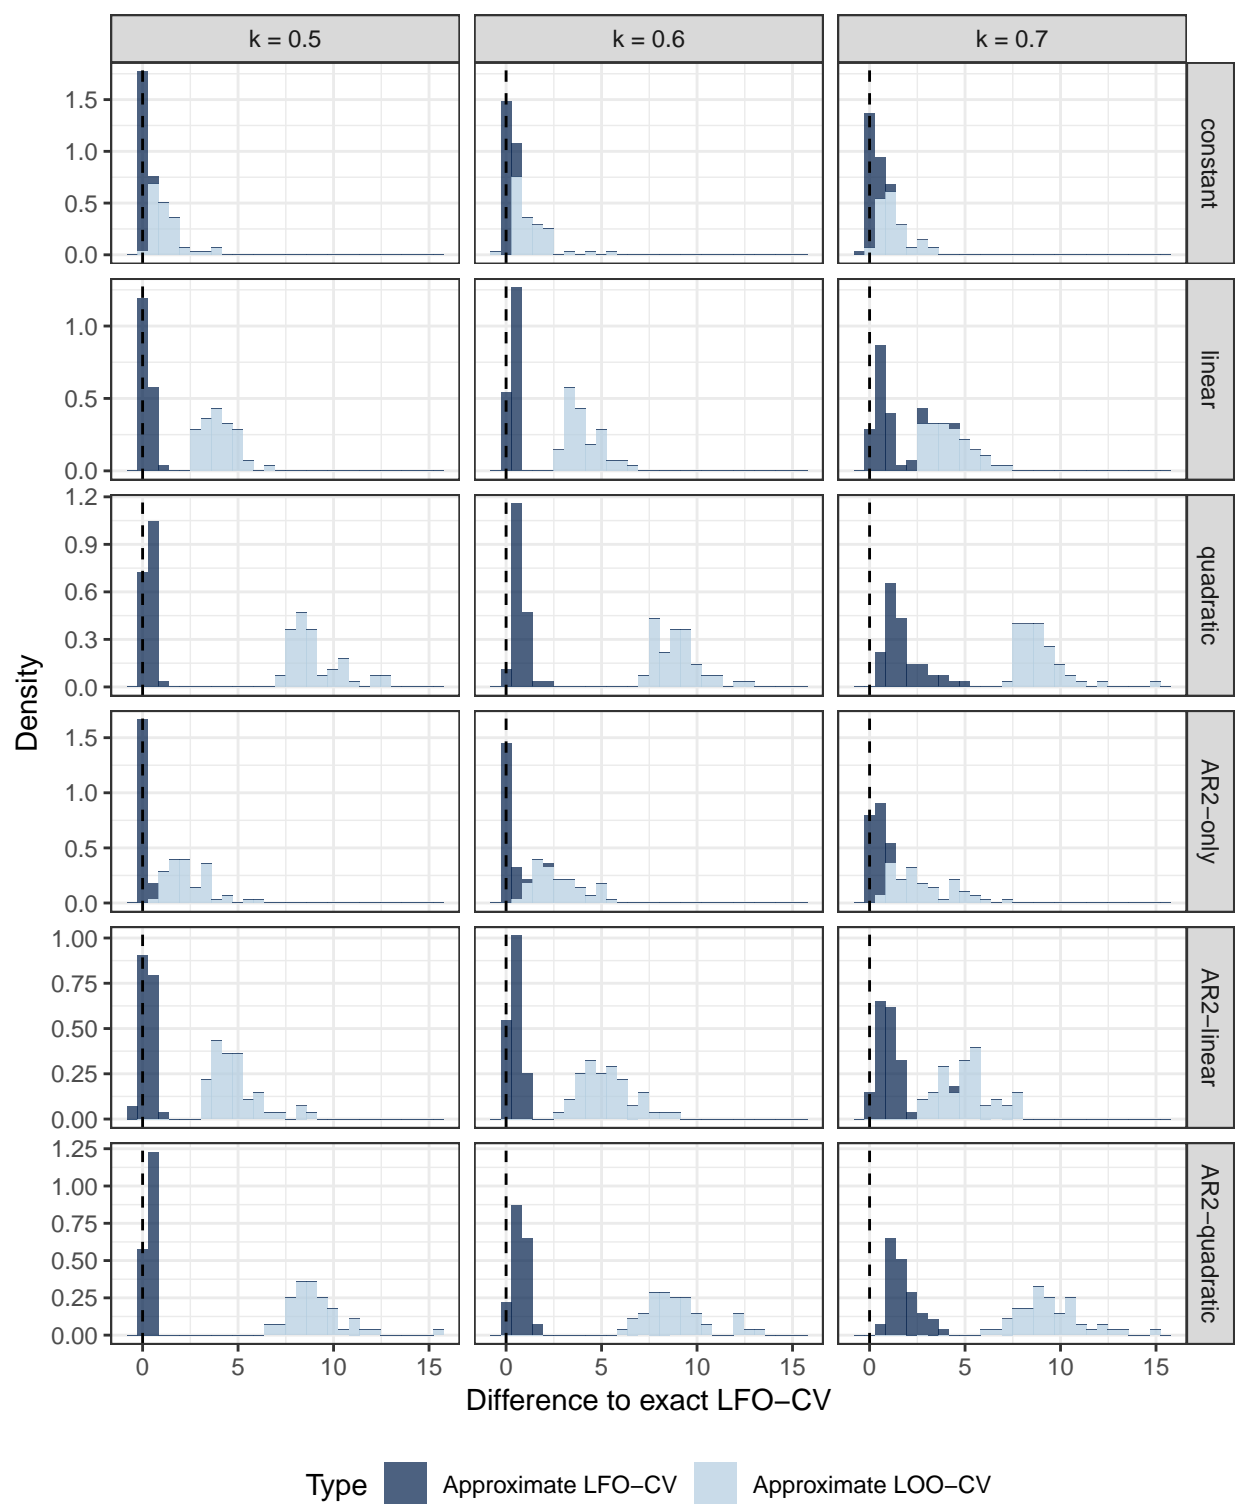 k = 0.5 k = 0.6 k = 0.7
1.5
1.0
0.5
0.0
constant
1.0
0.5
0.0
linear
1.2
0.9
0.6
0.3
0.0
quadratic
1.5
1.0
0.5
0.0
AR2−only
1.00
0.75
0.50
0.25
0.00
AR2−linear
1.25
1.00
0.75
0.50
0.25
0.00
AR2−quadratic
Density
0 5 10 15 0 5 10 15 0 5 10 15
Difference to exact LFO−CV
Type Approximate LFO−CV Approximate LOO−CV